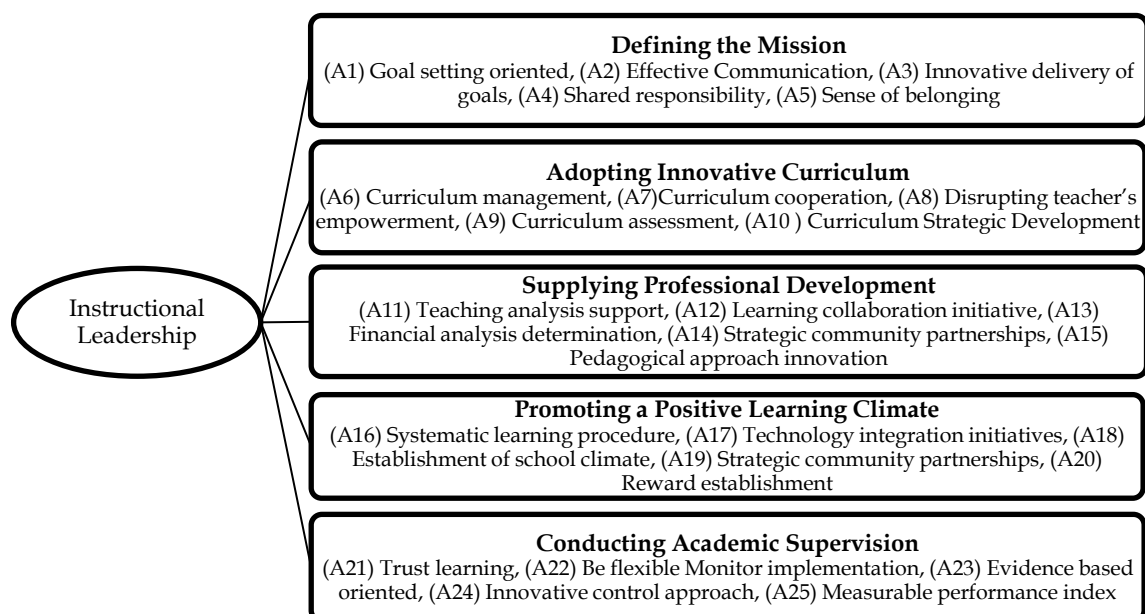 Defining the Mission
(A1) Goal setting oriented, (A2) Effective Communication, (A3) Innovative delivery of
goals, (A4) Shared responsibility, (A5) Sense of belonging
Adopting Innovative Curriculum
(A6) Curriculum management, (A7)Curriculum cooperation, (A8) Disrupting teacher's
empowerment, (A9) Curriculum assessment, (A10 ) Curriculum Strategic Development
Instructional
Leadership
Supplying Professional Development
(A11) Teaching analysis support, (A12) Learning collaboration initiative, (A13)
Financial analysis determination, (A14) Strategic community partnerships, (A15)
Pedagogical approach innovation
Promoting a Positive Learning Climate
(A16) Systematic learning procedure, (A17) Technology integration initiatives, (A18)
Establishment of school climate, (A19) Strategic community partnerships, (A20)
Reward establishment
Conducting Academic Supervision
(A21) Trust learning, (A22) Be flexible Monitor implementation, (A23) Evidence based
oriented, (A24) Innovative control approach, (A25) Measurable performance index